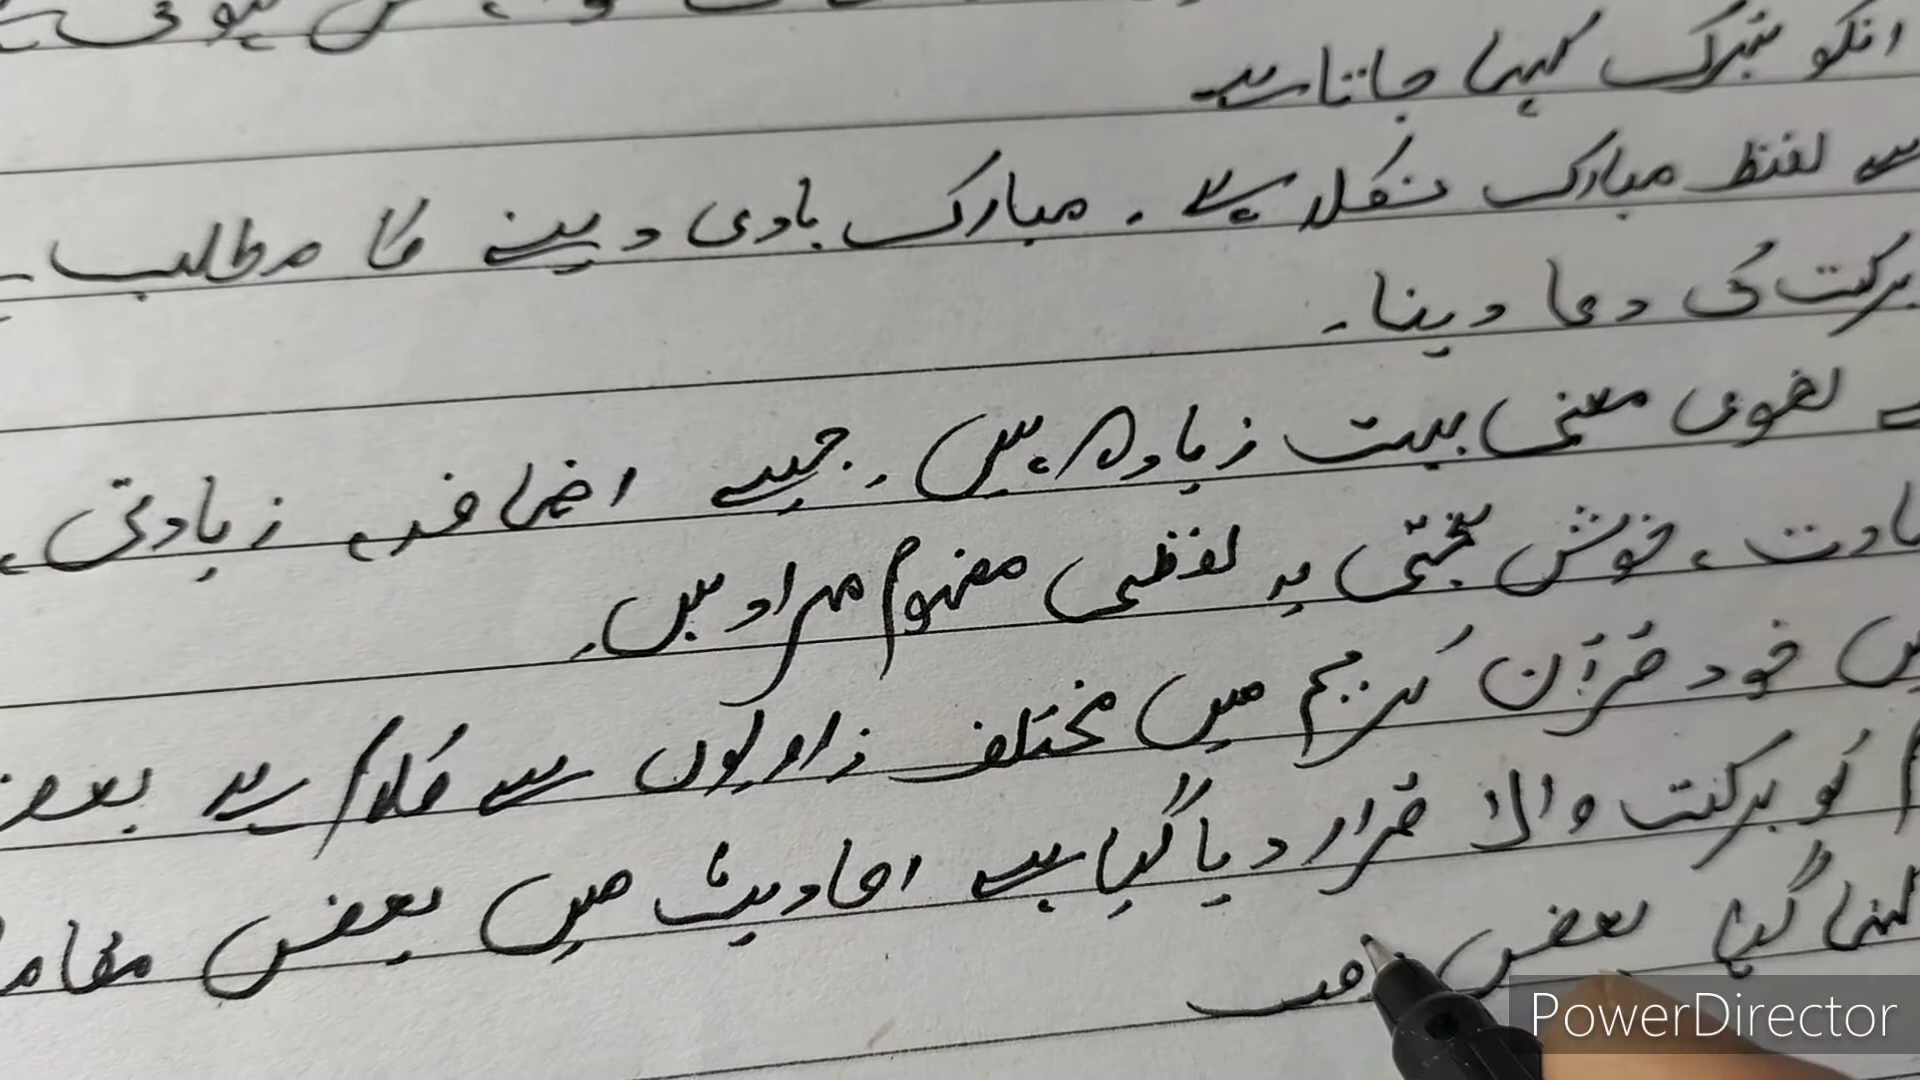 انکو تبرک کہا جاتا ہے
سے لفظ مبارک نکلا ہے۔ مبارک بادی دینے کا مطلب
برکت کی دعا دینا۔
لغوی معنی بہت زیادہ ہیں۔ جیسے اضافہ، زیادتی،
خوش بختی یہ لفظی مفہوم مراد ہیں۔
خود قرآن کریم میں مختلف زاویوں سے کلام ہے بعض
کو برکت والا قرار دیا گیا ہے احادیث میں بعض
کہا گیا بعض
PowerDirector